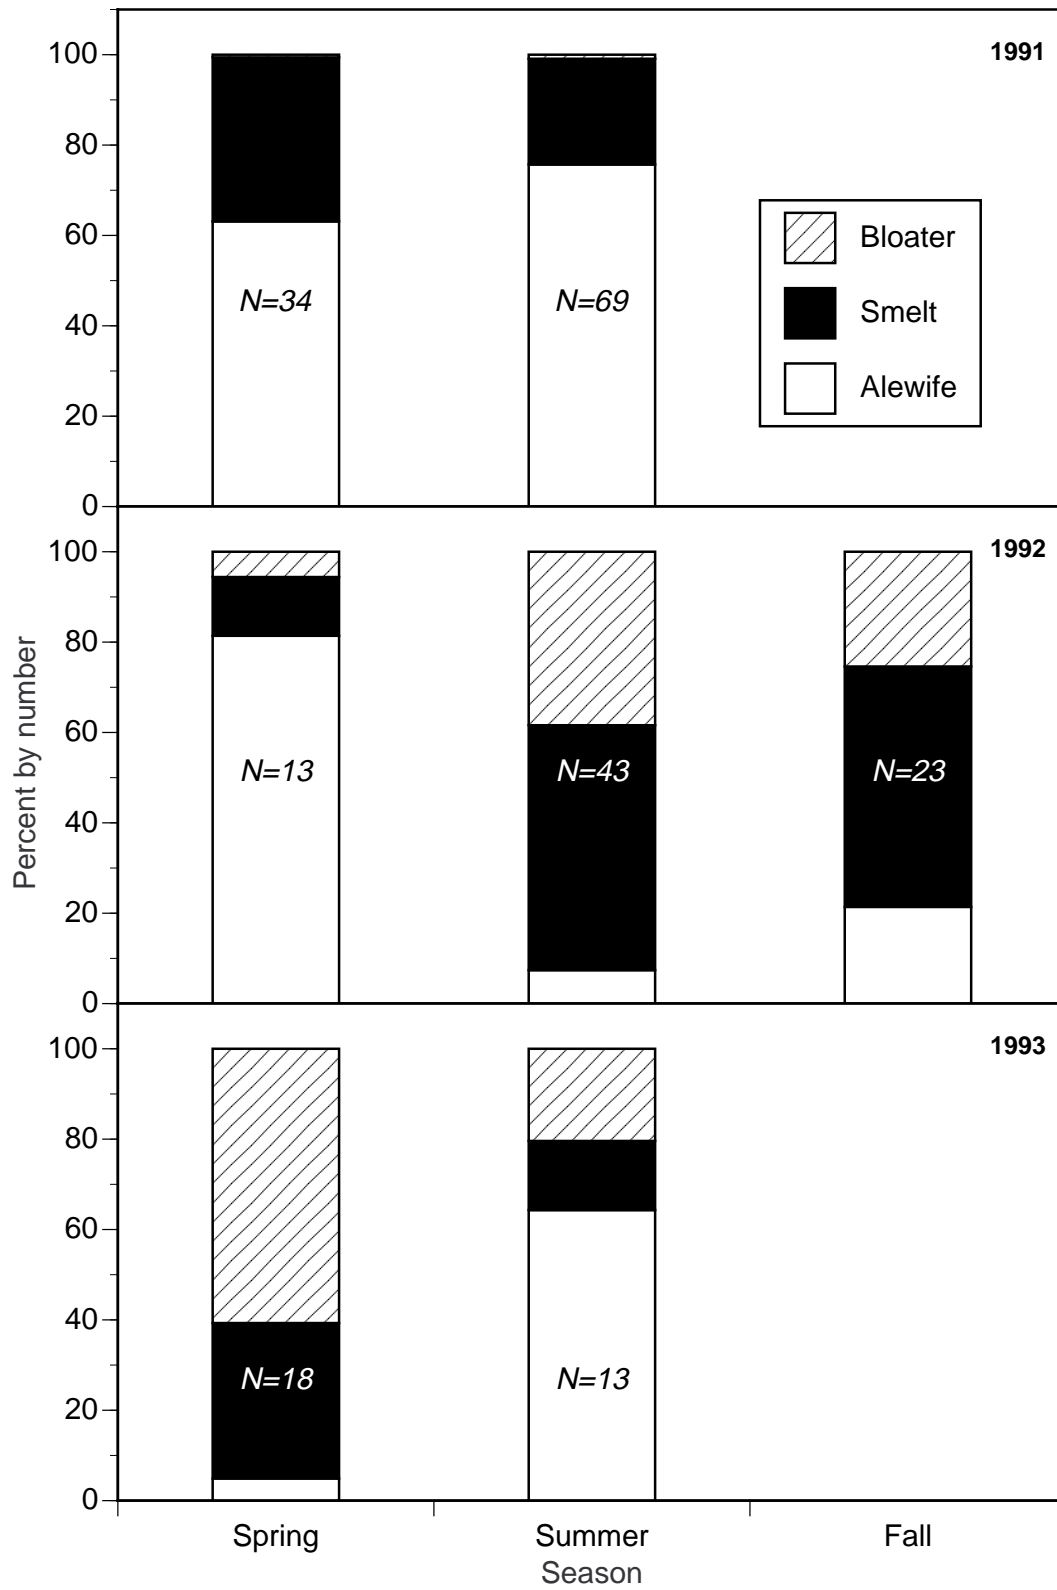 1991
100
80
60
40
20
0
N=34
N=69
Bloater
Smelt
Alewife
1992
100
80
60
40
20
0
N=13
N=43
N=23
Percent by number
1993
100
80
60
40
20
0
N=18
N=13
Spring
Summer
Fall
Season